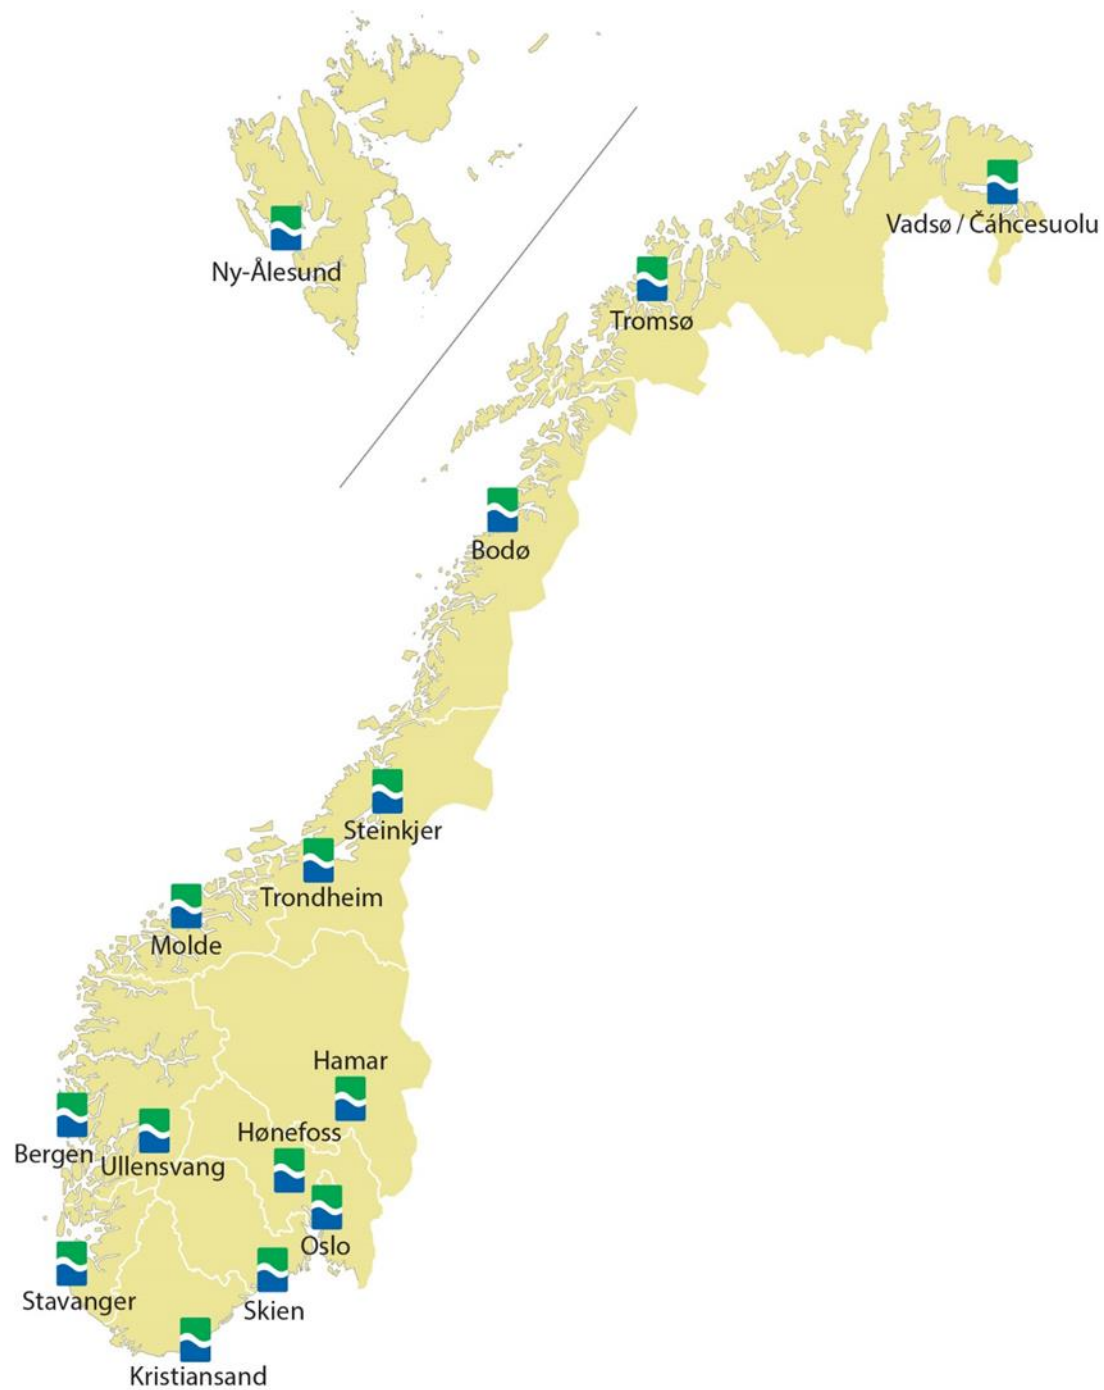 Vadsø / Čáhcesuolu
Ny-Ålesund
Tromsø
Bodø
Steinkjer
Trondheim
Molde
Hamar
Hønefoss
Bergen
Ullensvang
Oslo
Stavanger
Skien
Kristiansand